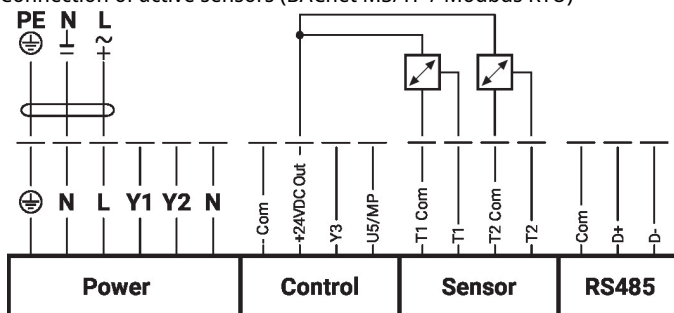 Connection of active sensors (BACnet MS/TP / Modbus RTU)
PE N L
N L Y1 Y2 N
- Com
+24VDC Out
Y3
U5/MP
T1 Com
T1
T2 Com
T2
Com
D+
D-
Power
Control
Sensor
RS485